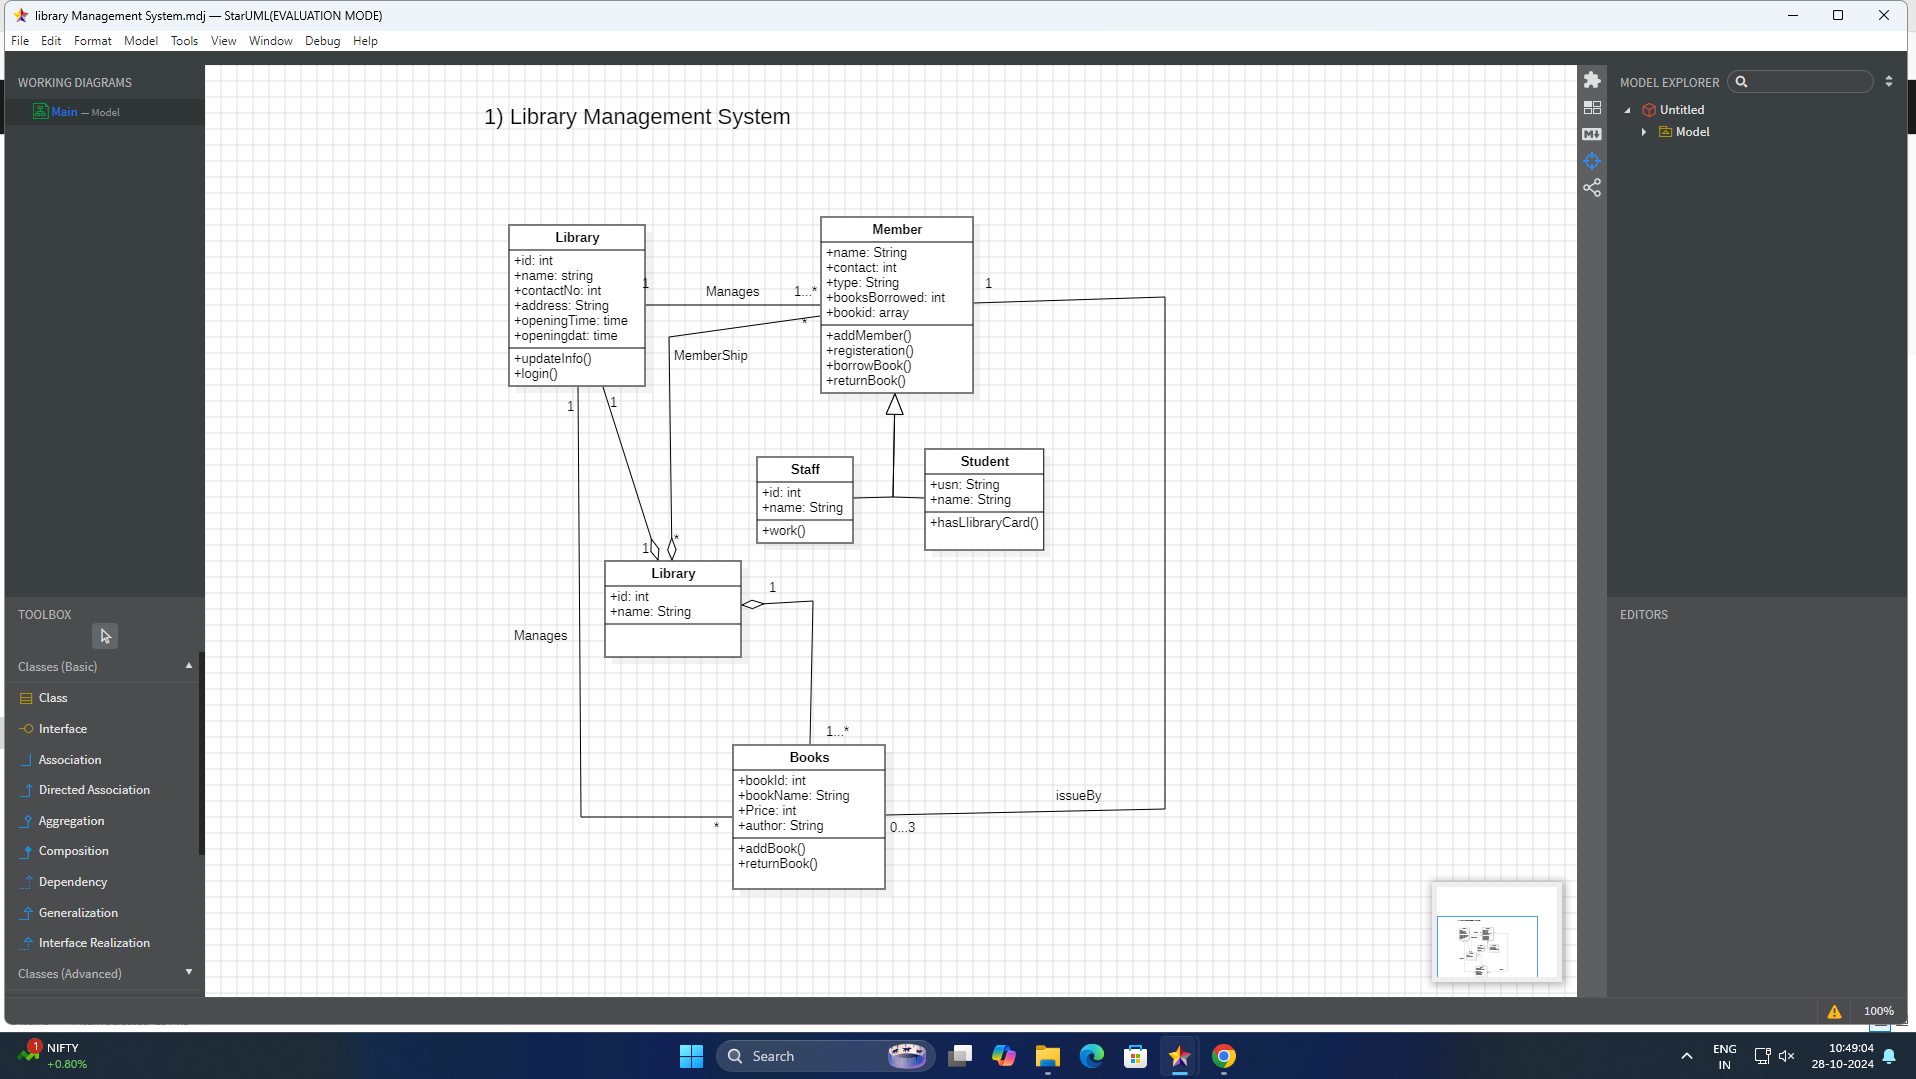 library Management System.mdj — StarUML(EVALUATION MODE)
File Edit Format Model Tools View Window Debug Help
WORKING DIAGRAMS
Main — Model
TOOLBOX
Classes (Basic)
Class
Interface
Association
Directed Association
Aggregation
Composition
Dependency
Generalization
Interface Realization
Classes (Advanced)
1) Library Management System
Library
+id: int
+name: string
+contactNo: int
+address: String
+openingTime: time
+openingdat: time
+updateInfo()
+login()
1
Manages
1...*
Member
+name: String
+contact: int
+type: String
+booksBorrowed: int
+bookid: array
+addMember()
+registeration()
+borrowBook()
+returnBook()
1
*
MemberShip
1
1
Staff
+id: int
+name: String
+work()
Student
+usn: String
+name: String
+hasLlibraryCard()
1
*
Library
+id: int
+name: String
1
Manages
1...*
Books
+bookId: int
+bookName: String
+Price: int
+author: String
+addBook()
+returnBook()
*
issueBy
0...3
M
MODEL EXPLORER
Untitled
Model
EDITORS
100%
1
NIFTY
+0.80%
Search
ENG
IN
10:49:04
28-10-2024